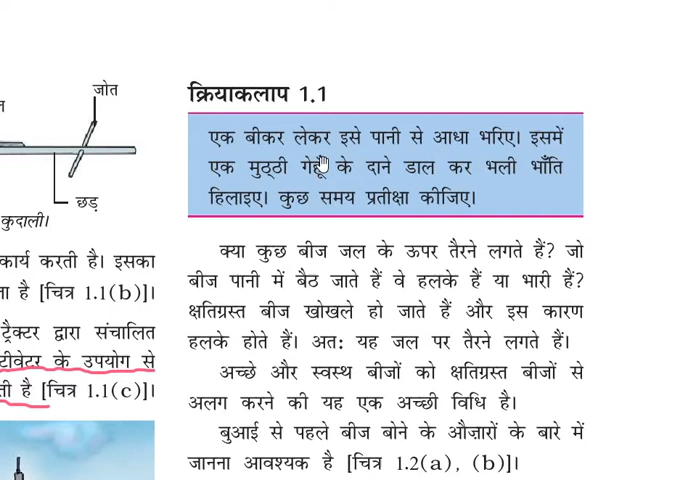 जोत
छड़
कुदाली।
कार्य करती है। इसका
है [चित्र 1.1(b)]।
ट्रैक्टर द्वारा संचालित
के उपयोग से
है [चित्र 1.1(c)]।
क्रियाकलाप 1.1
एक बीकर लेकर इसे पानी से आधा भरिए। इसमें
एक मुठ्ठी गेहूँ के दाने डाल कर भली भाँति
हिलाइए। कुछ समय प्रतीक्षा कीजिए।
क्या कुछ बीज जल के ऊपर तैरने लगते हैं? जो
बीज पानी में बैठ जाते हैं वे हलके हैं या भारी हैं?
क्षतिग्रस्त बीज खोखले हो जाते हैं और इस कारण
हलके होते हैं। अतः यह जल पर तैरने लगते हैं।
अच्छे और स्वस्थ बीजों को क्षतिग्रस्त बीजों से
अलग करने की यह एक अच्छी विधि है।
बुआई से पहले बीज बोने के औज़ारों के बारे में
जानना आवश्यक है [चित्र 1.2(a), (b)]।